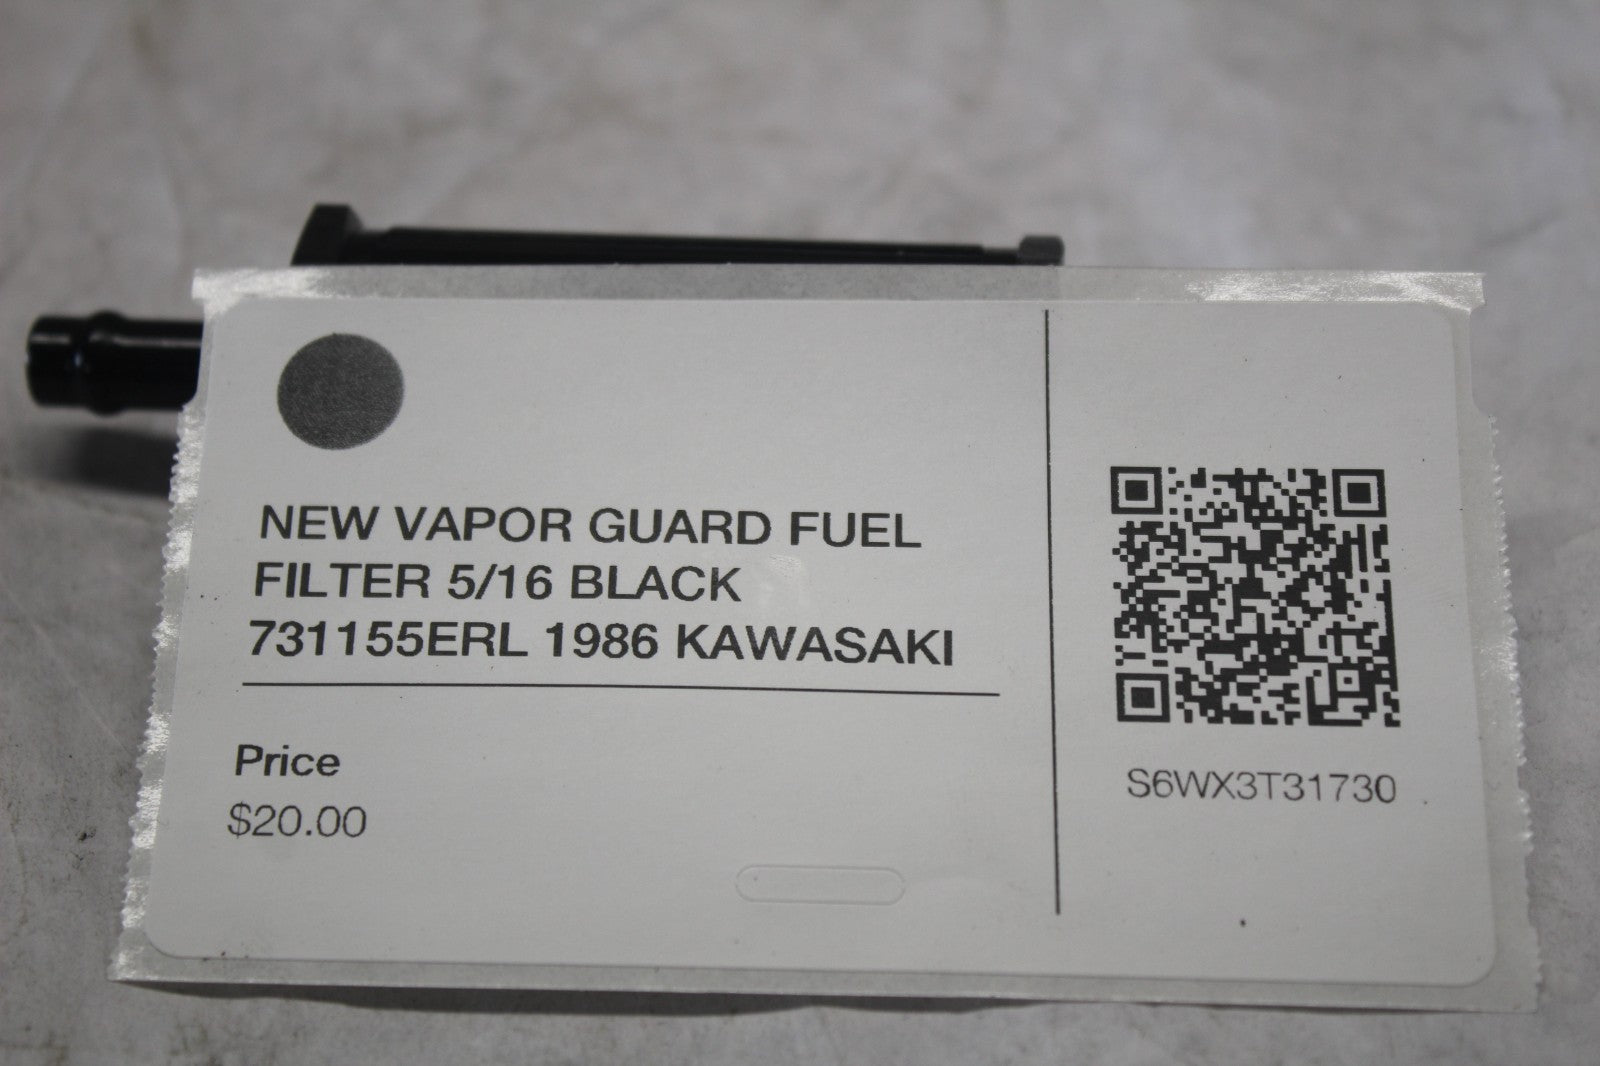 NEW VAPOR GUARD FUEL
FILTER 5/16 BLACK
731155ERL 1986 KAWASAKI
Price
$20.00
S6WX3T31730